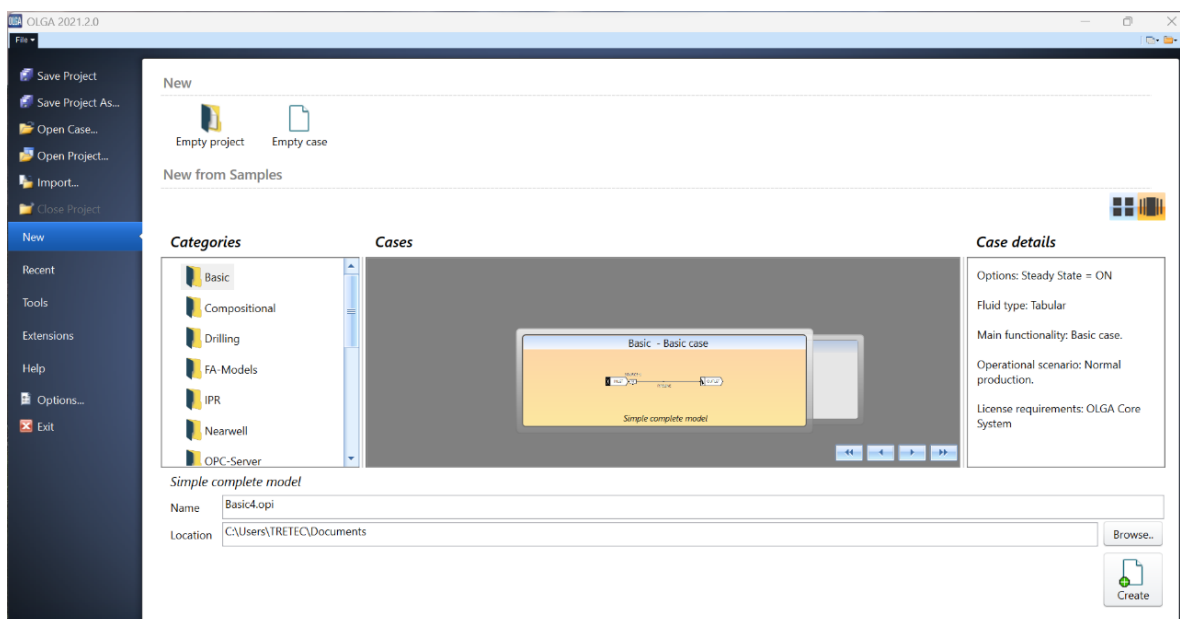 OLGA 2021.2.0
File
Save Project
Save Project As...
Open Case...
Open Project...
Import...
Close Project
New
Recent
Tools
Extensions
Help
Options...
Exit
New
Empty project
Empty case
New from Samples
Categories
Basic
Compositional
Drilling
FA-Models
IPR
Nearwell
OPC-Server
Cases
Basic - Basic case
Simple complete model
Case details
Options: Steady State = ON
Fluid type: Tabular
Main functionality: Basic case.
Operational scenario: Normal
production.
License requirements: OLGA Core
System
Simple complete model
Name
Basic4.opi
Location
C:\Users\TRETEC\Documents
Browse..
Create